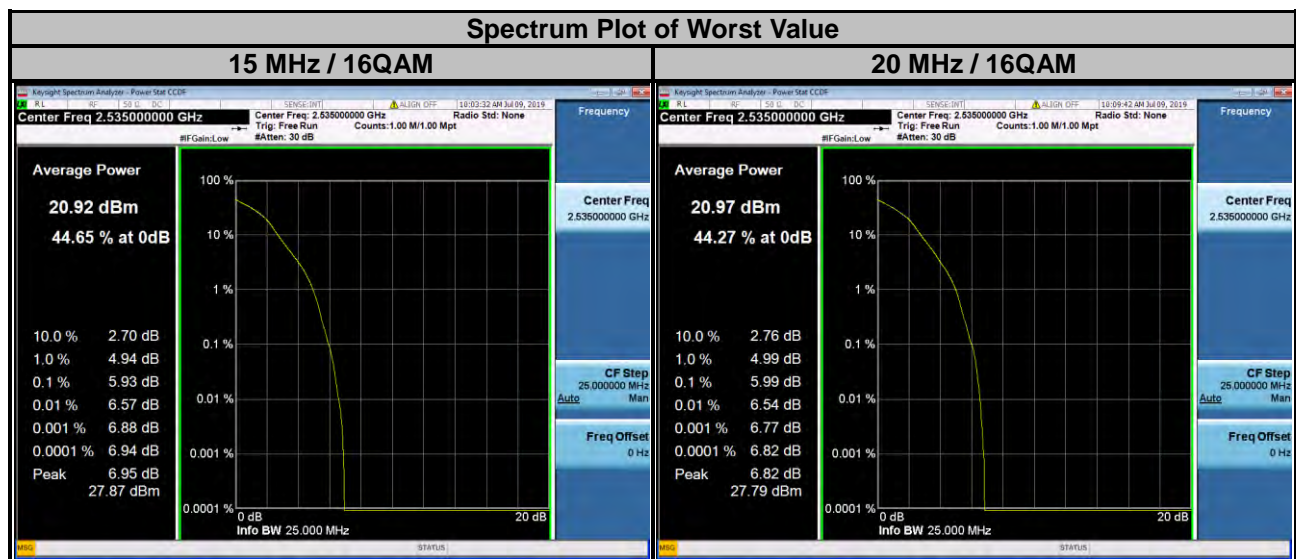 Spectrum Plot of Worst Value
15 MHz / 16QAM
20 MHz / 16QAM
Keysight Spectrum Analyzer - Power Stat CCDF
RL RF 50 Ω DC SENSE:INT ALIGN OFF 10:03:32 AM Jul 09, 2019
Center Freq 2.535000000 GHz
#IFGain:Low
Center Freq: 2.535000000 GHz Radio Std: None
Trig: Free Run Counts:1.00 M/1.00 Mpt
#Atten: 30 dB
Average Power
20.92 dBm
44.65 % at 0dB
10.0 % 2.70 dB
1.0 % 4.94 dB
0.1 % 5.93 dB
0.01 % 6.57 dB
0.001 % 6.88 dB
0.0001 % 6.94 dB
Peak 6.95 dB
27.87 dBm
100 %
10 %
1 %
0.1 %
0.01 %
0.001 %
0.0001 %
0 dB 20 dB
Info BW 25.000 MHz
Frequency
Center Freq
2.535000000 GHz
CF Step
25.000000 MHz
Auto Man
Freq Offset
0 Hz
MSG STATUS
Keysight Spectrum Analyzer - Power Stat CCDF
RL RF 50 Ω DC SENSE:INT ALIGN OFF 10:09:42 AM Jul 09, 2019
Center Freq 2.535000000 GHz
#IFGain:Low
Center Freq: 2.535000000 GHz Radio Std: None
Trig: Free Run Counts:1.00 M/1.00 Mpt
#Atten: 30 dB
Average Power
20.97 dBm
44.27 % at 0dB
10.0 % 2.76 dB
1.0 % 4.99 dB
0.1 % 5.99 dB
0.01 % 6.54 dB
0.001 % 6.77 dB
0.0001 % 6.82 dB
Peak 6.82 dB
27.79 dBm
100 %
10 %
1 %
0.1 %
0.01 %
0.001 %
0.0001 %
0 dB 20 dB
Info BW 25.000 MHz
Frequency
Center Freq
2.535000000 GHz
CF Step
25.000000 MHz
Auto Man
Freq Offset
0 Hz
MSG STATUS